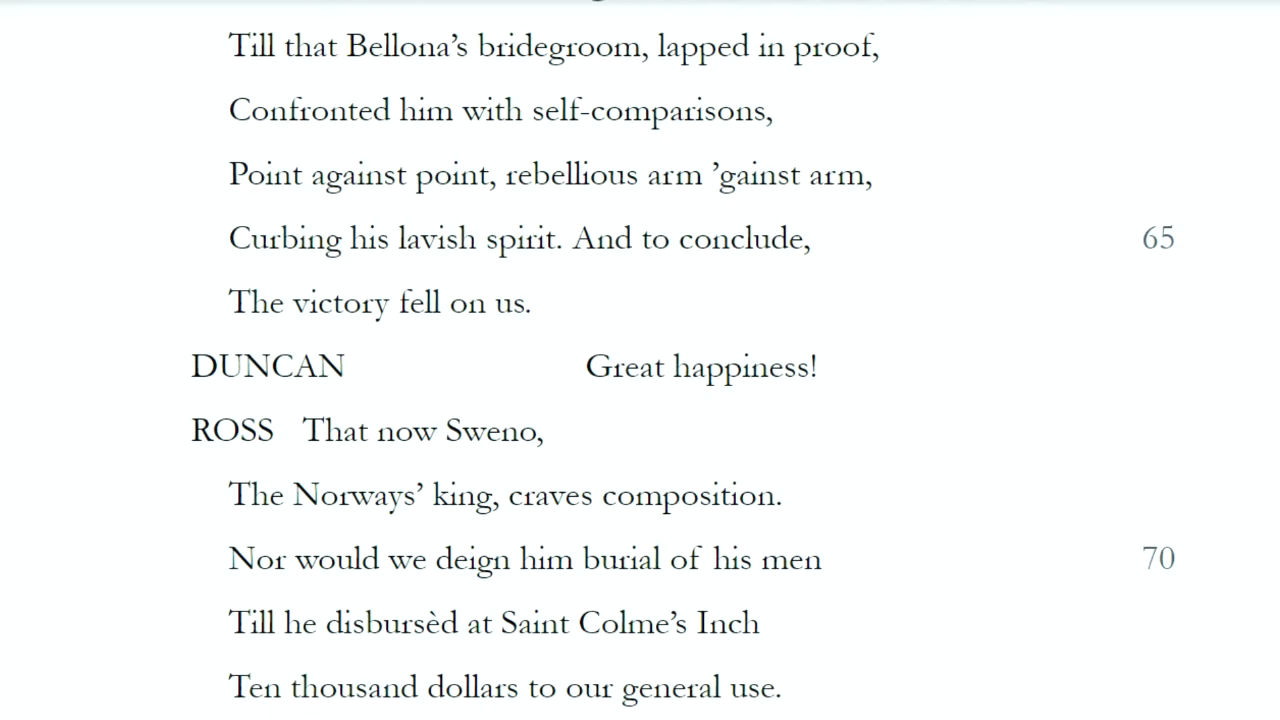 Till that Bellona’s bridegroom, lapped in proof,
Confronted him with self-comparisons,
Point against point, rebellious arm ’gainst arm,
Curbing his lavish spirit. And to conclude, 65
The victory fell on us.
DUNCAN Great happiness!
ROSS That now Sweno,
The Norways’ king, craves composition.
Nor would we deign him burial of his men 70
Till he disbursèd at Saint Colme’s Inch
Ten thousand dollars to our general use.